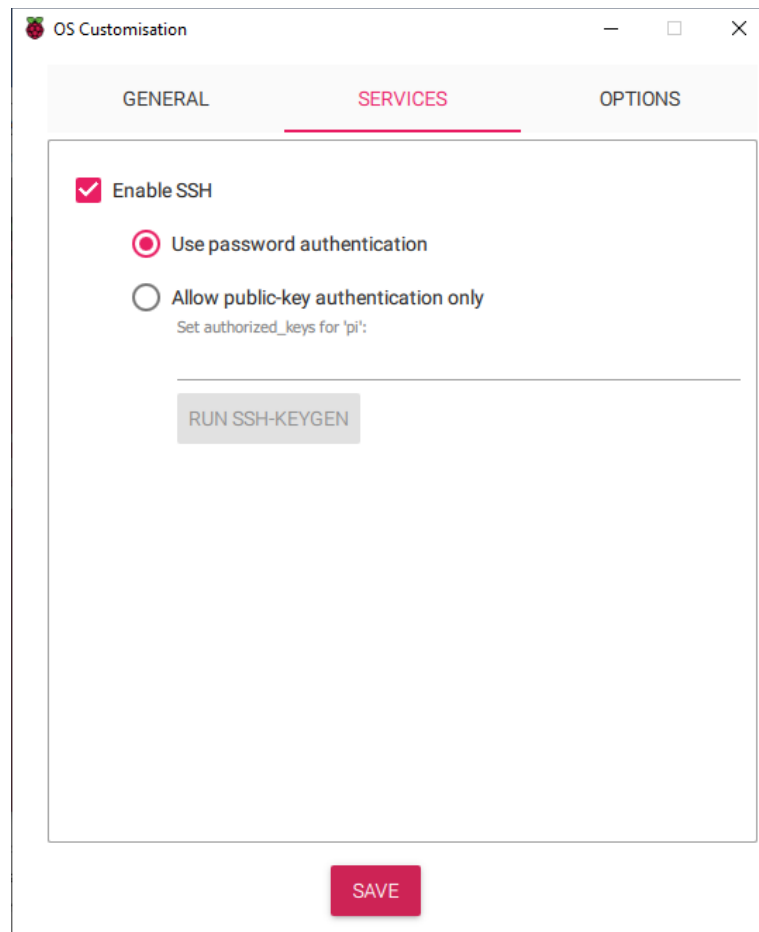 OS Customisation
GENERAL SERVICES OPTIONS
Enable SSH
Use password authentication
Allow public-key authentication only
Set authorized_keys for 'pi':
RUN SSH-KEYGEN
SAVE